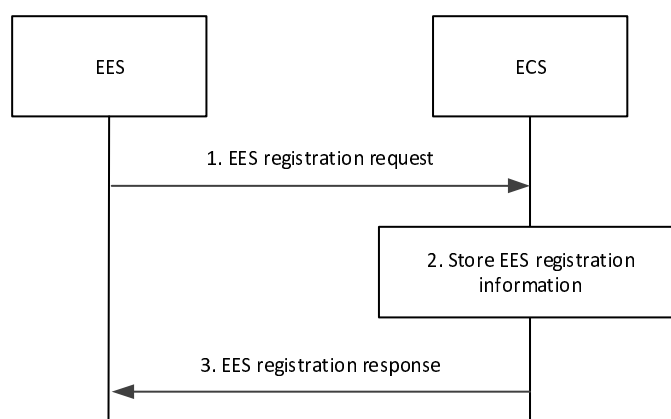 EES
ECS
1. EES registration request
2. Store EES registration
information
3. EES registration response